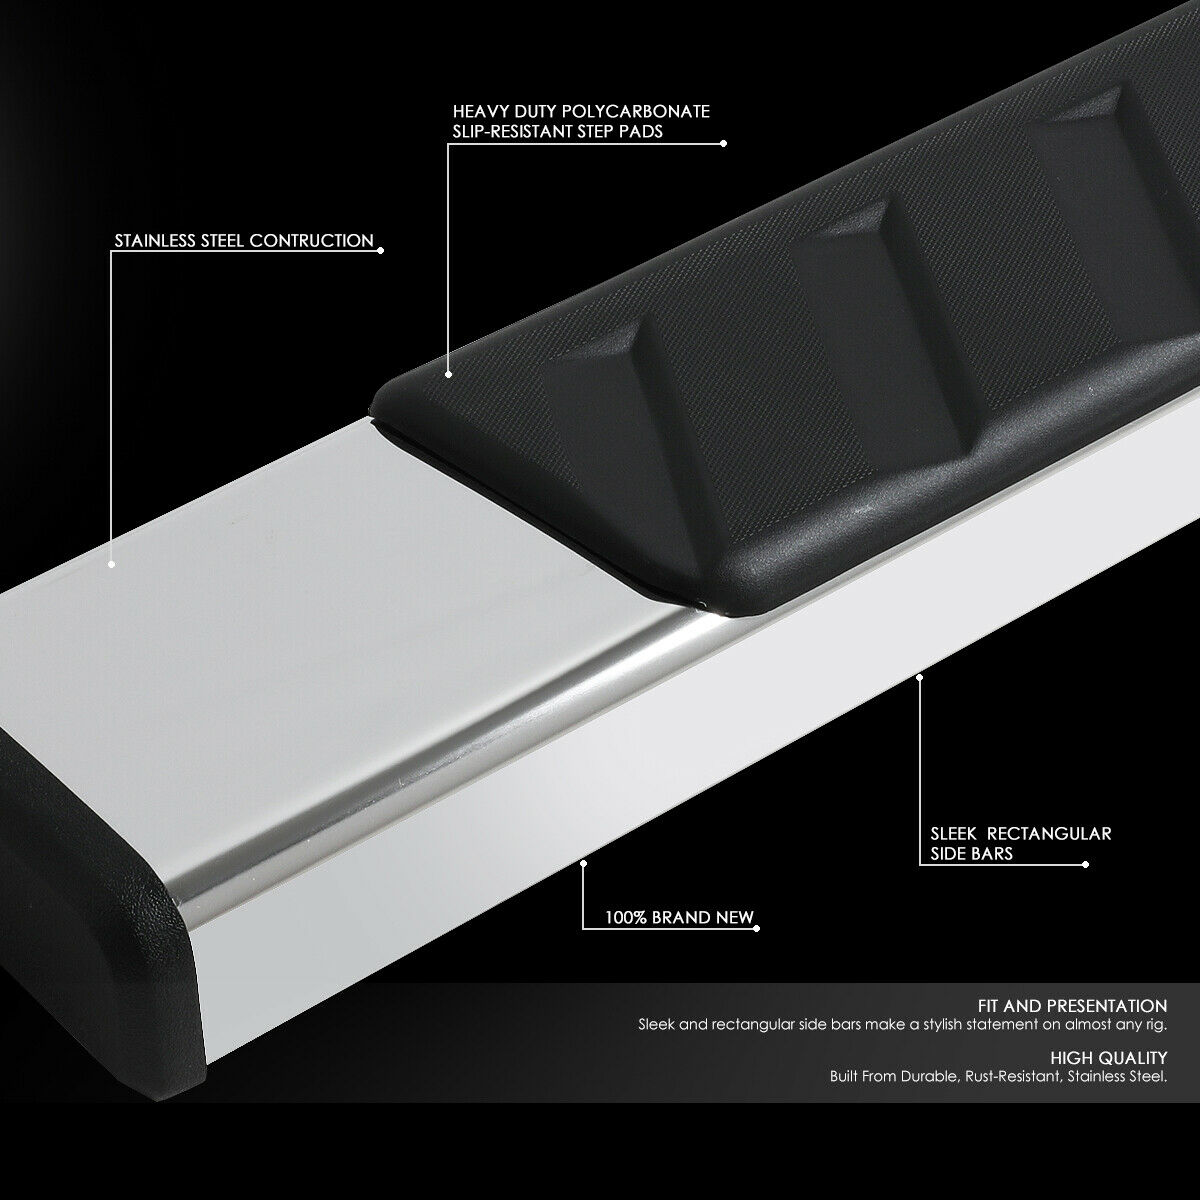 HEAVY DUTY POLYCARBONATE
SLIP-RESISTANT STEP PADS
STAINLESS STEEL CONTRUCTION
SLEEK RECTANGULAR
SIDE BARS
100% BRAND NEW
FIT AND PRESENTATION
Sleek and rectangular side bars make a stylish statement on almost any rig.
HIGH QUALITY
Built From Durable, Rust-Resistant, Stainless Steel.